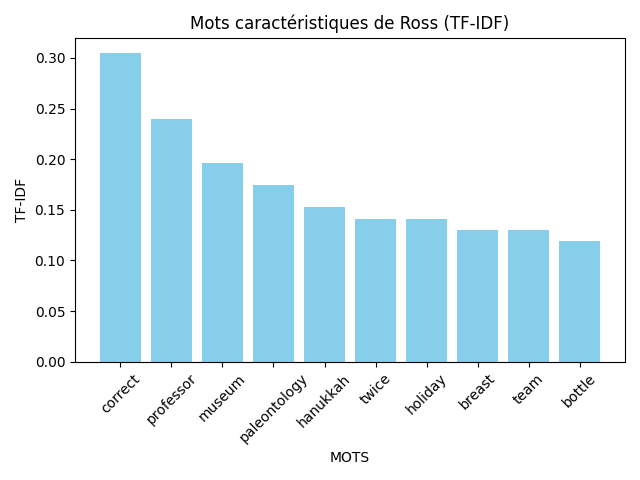 Mots caractéristiques de Ross (TF-IDF)
TF-IDF
0.30
0.25
0.20
0.15
0.10
0.05
0.00
correct
professor
museum
paleontology
hanukkah
twice
holiday
breast
team
bottle
MOTS